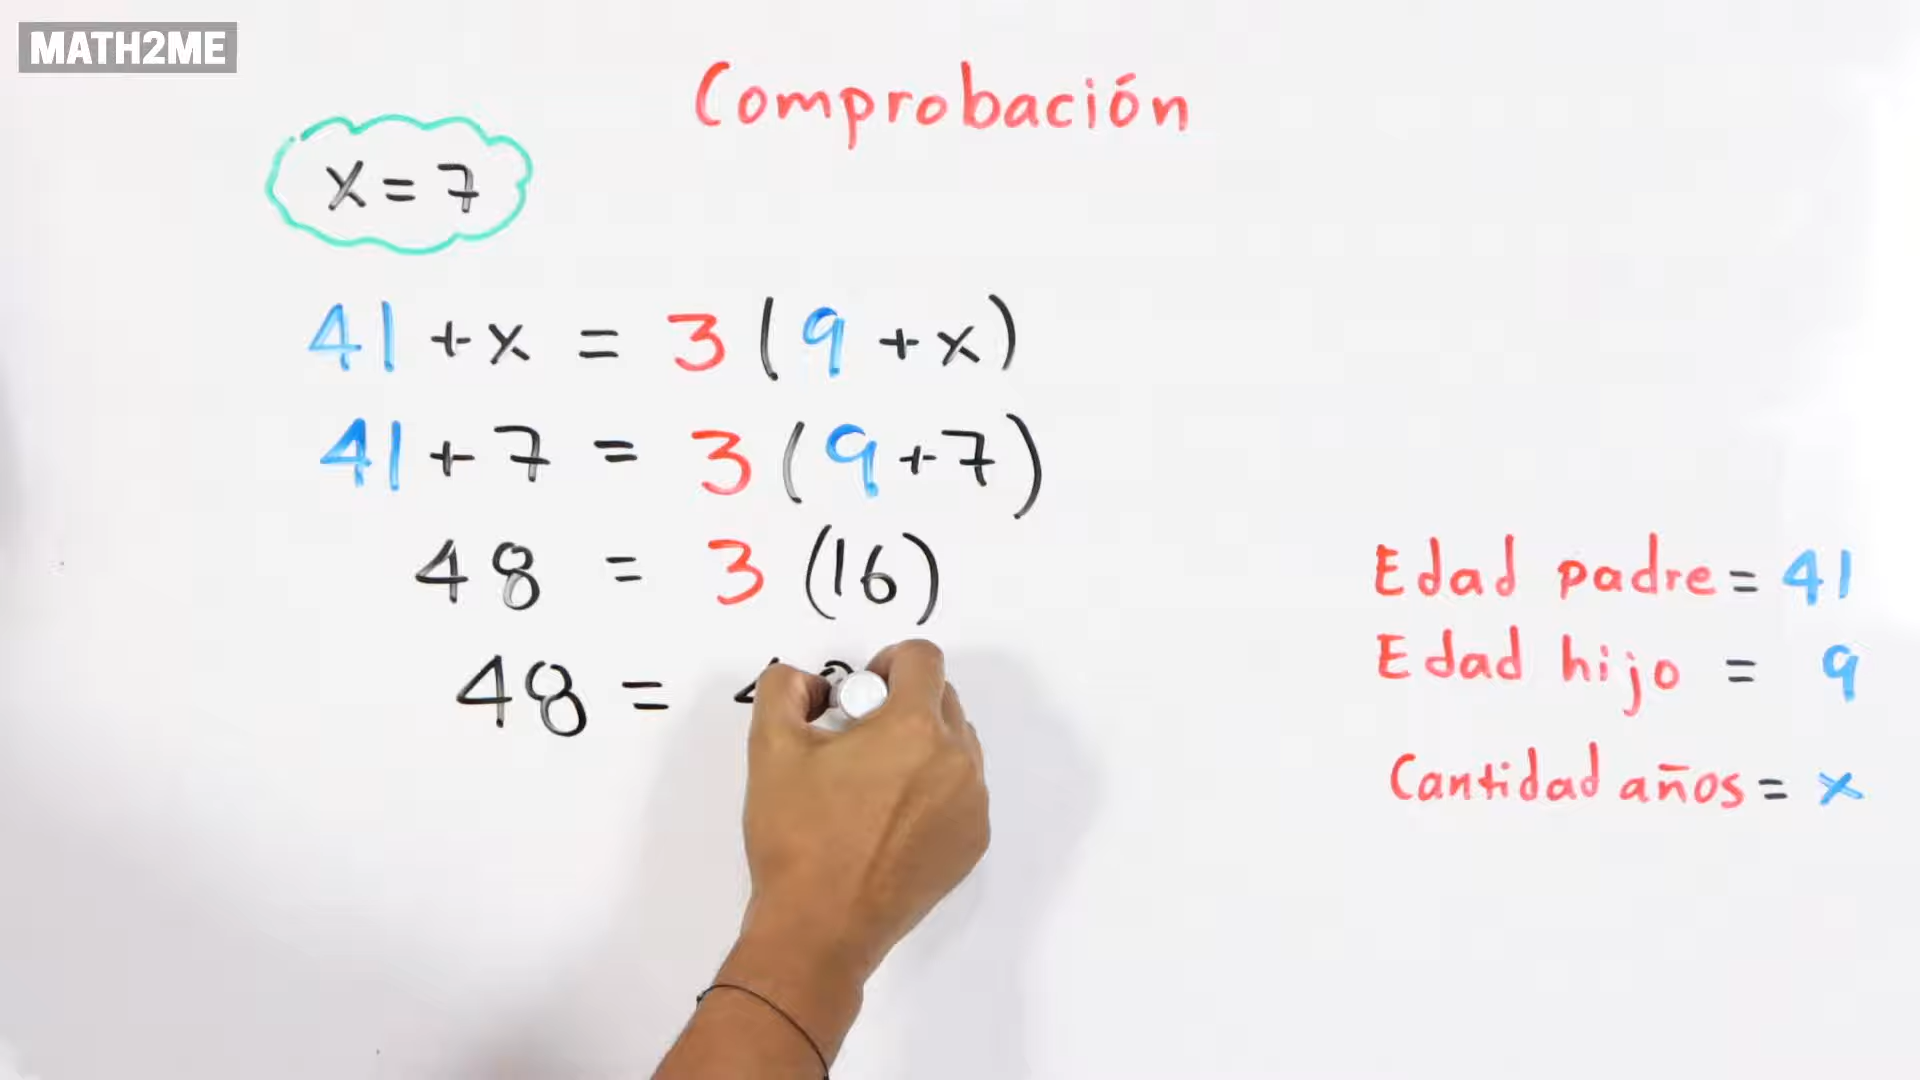 MATH2ME
Comprobación
x = 7
41 + x = 3 ( 9 + x )
41 + 7 = 3 ( 9 + 7 )
48 = 3 (16)
48 = 48
Edad padre = 41
Edad hijo = 9
Cantidad años = x